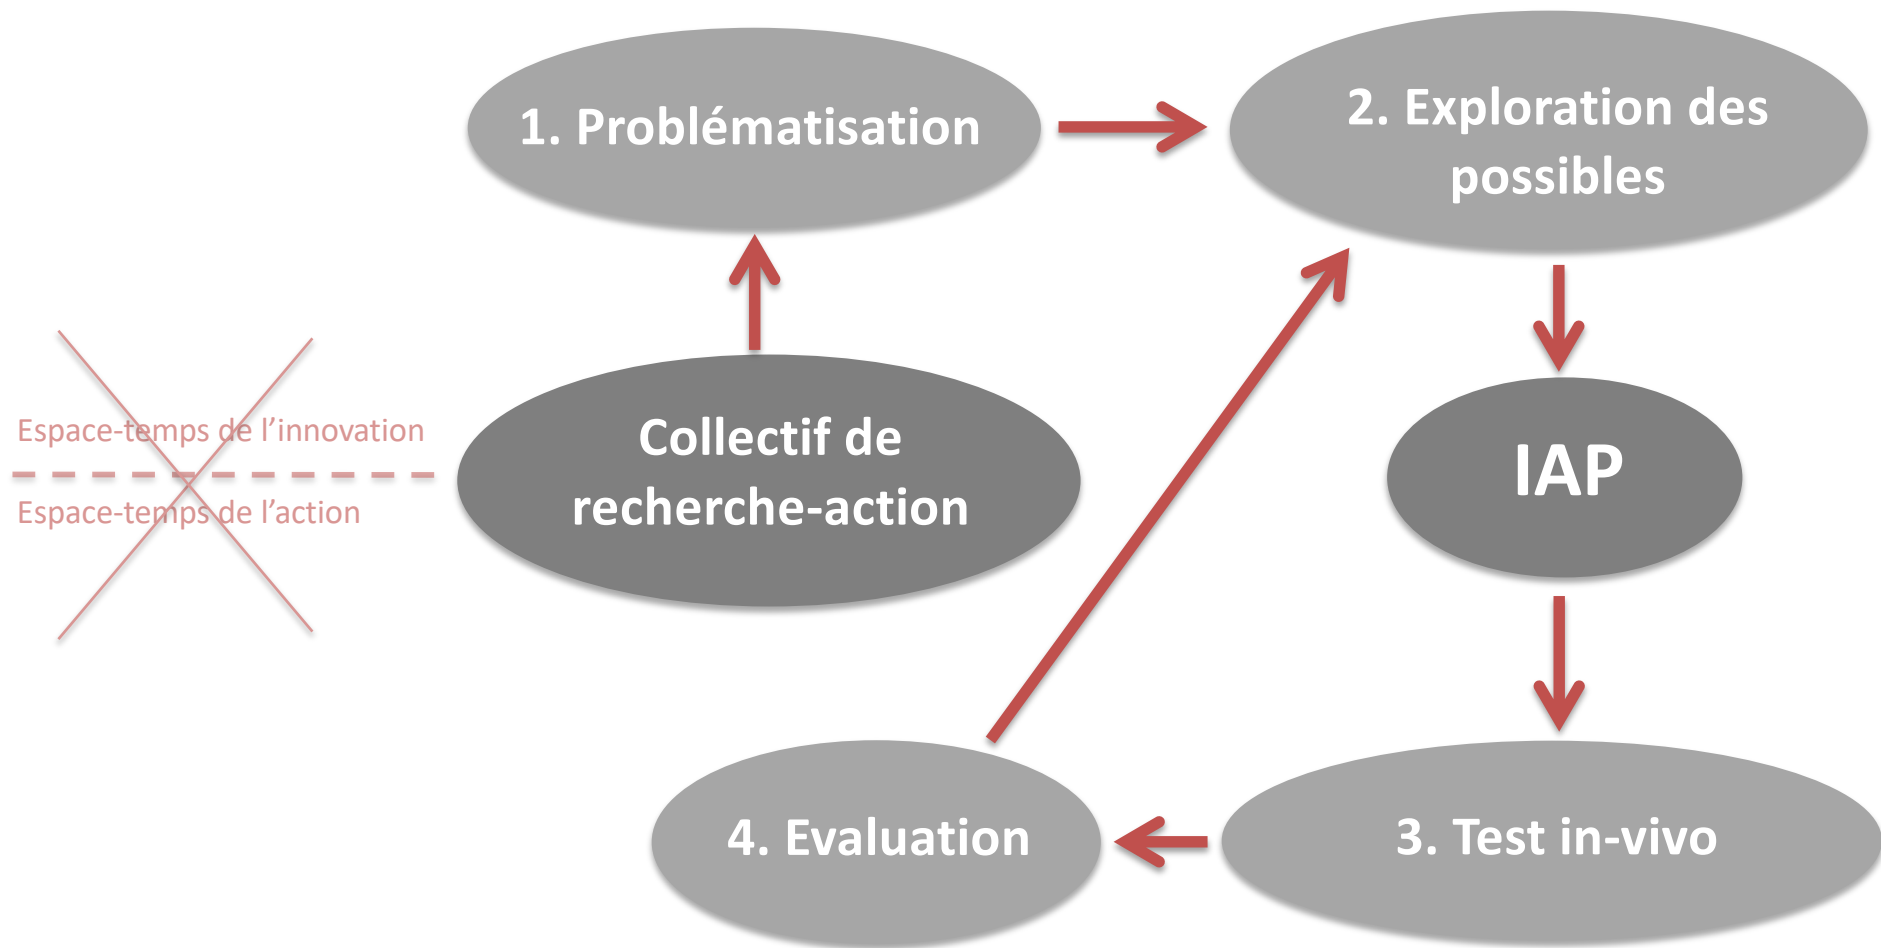 1. Problématisation
2. Exploration des
possibles
Espace-temps de l’innovation
Espace-temps de l’action
Collectif de
recherche-action
IAP
4. Evaluation
3. Test in-vivo